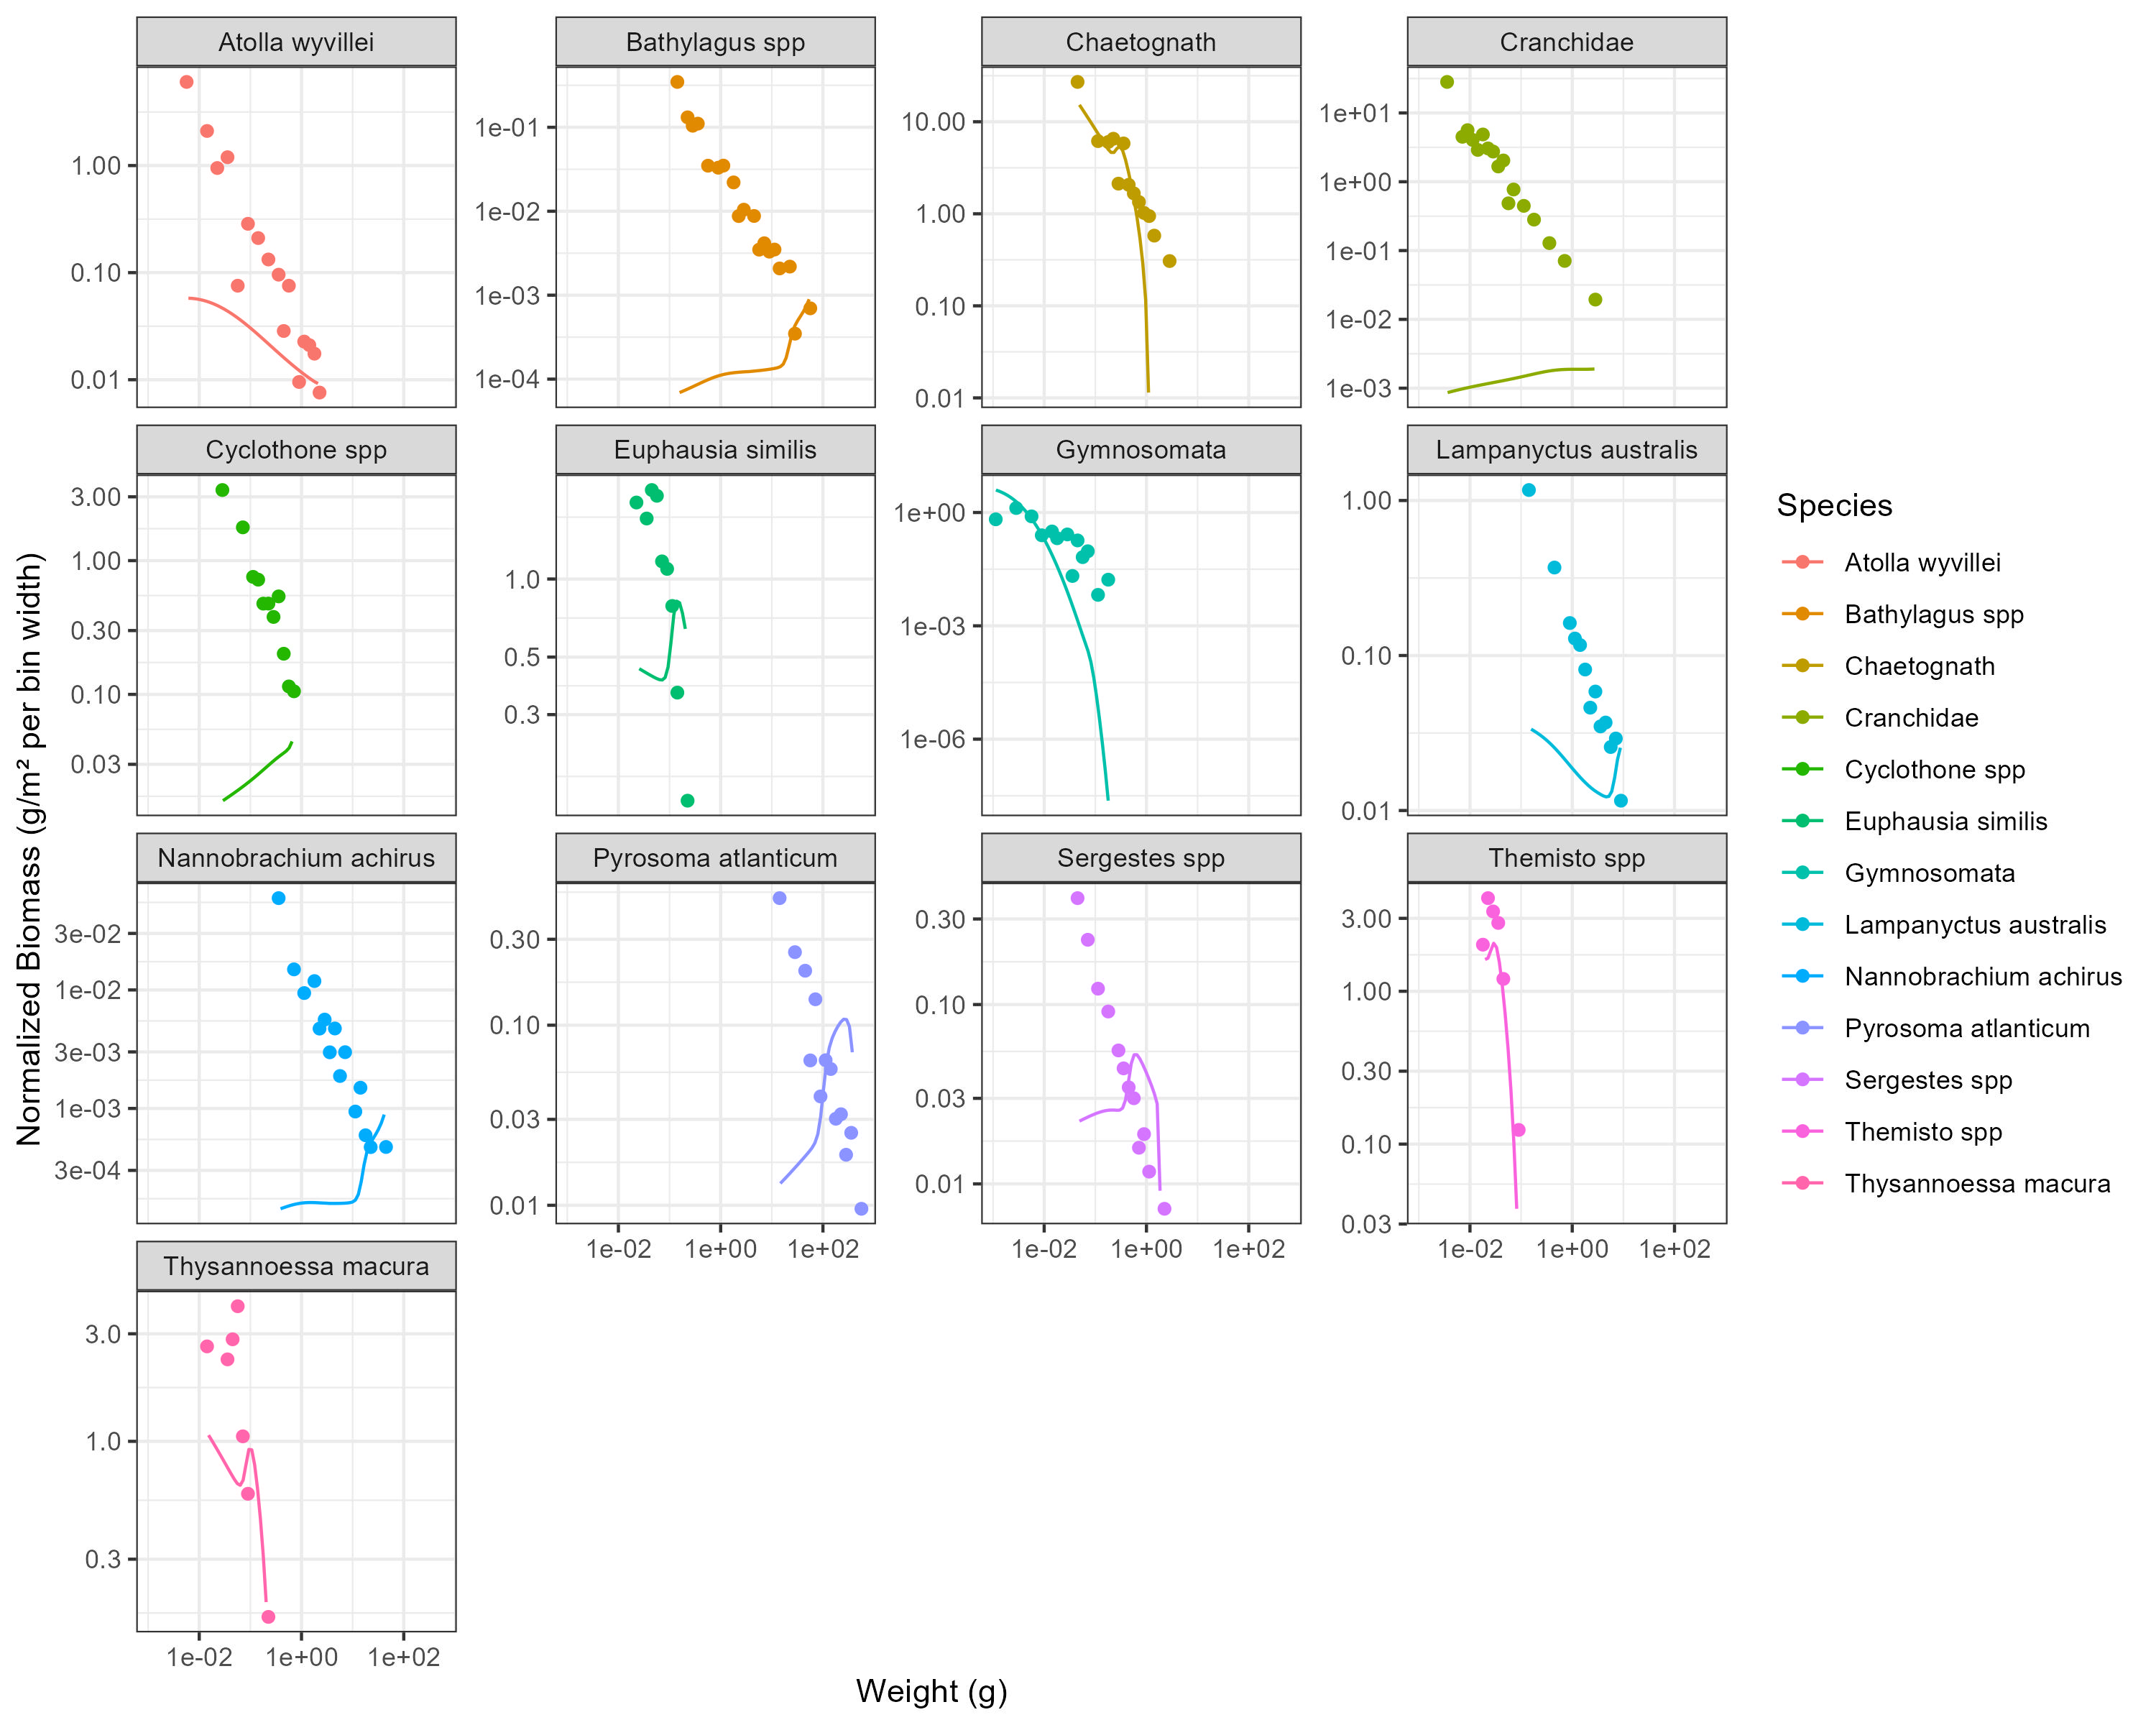 Atolla wyvillei
Bathylagus spp
Chaetognath
Cranchidae
1.00
0.10
0.01
1e-01
1e-02
1e-03
1e-04
10.00
1.00
0.10
0.01
1e+01
1e+00
1e-01
1e-02
1e-03
Cyclothone spp
Euphausia similis
Gymnosomata
Lampanyctus australis
3.00
1.00
0.30
0.10
0.03
1.0
0.5
0.3
1e+00
1e-03
1e-06
1.00
0.10
0.01
Nannobrachium achirus
Pyrosoma atlanticum
Sergestes spp
Themisto spp
3e-02
1e-02
3e-03
1e-03
3e-04
0.30
0.10
0.03
0.01
0.30
0.10
0.03
0.01
3.00
1.00
0.30
0.10
0.03
1e-02 1e+00 1e+02
1e-02 1e+00 1e+02
1e-02 1e+00 1e+02
Thysannoessa macura
3.0
1.0
0.3
1e-02 1e+00 1e+02
Weight (g)
Normalized Biomass (g/m² per bin width)
Species
Atolla wyvillei
Bathylagus spp
Chaetognath
Cranchidae
Cyclothone spp
Euphausia similis
Gymnosomata
Lampanyctus australis
Nannobrachium achirus
Pyrosoma atlanticum
Sergestes spp
Themisto spp
Thysannoessa macura